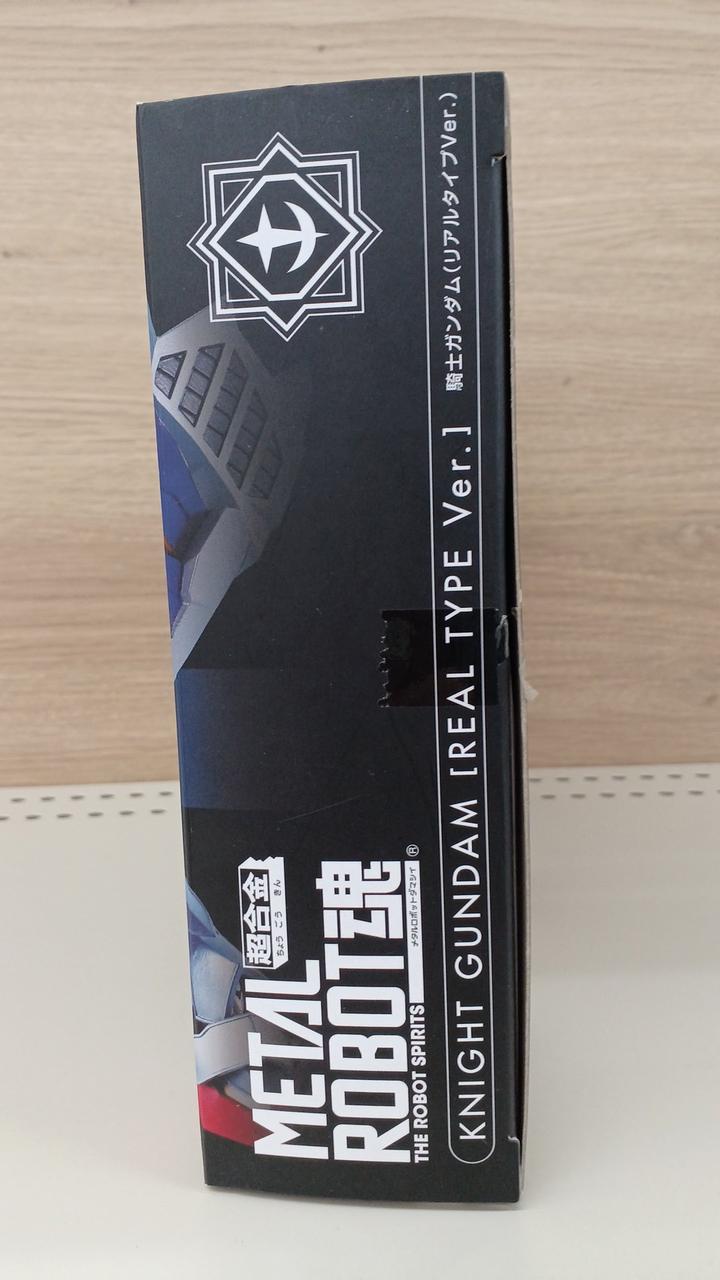 超合金
ちょうごうきん
METAL
ROBOT魂®
メタルロボットダマシイ
THE ROBOT SPIRITS
KNIGHT GUNDAM [REAL TYPE Ver.] 騎士ガンダム(リアルタイプVer.)